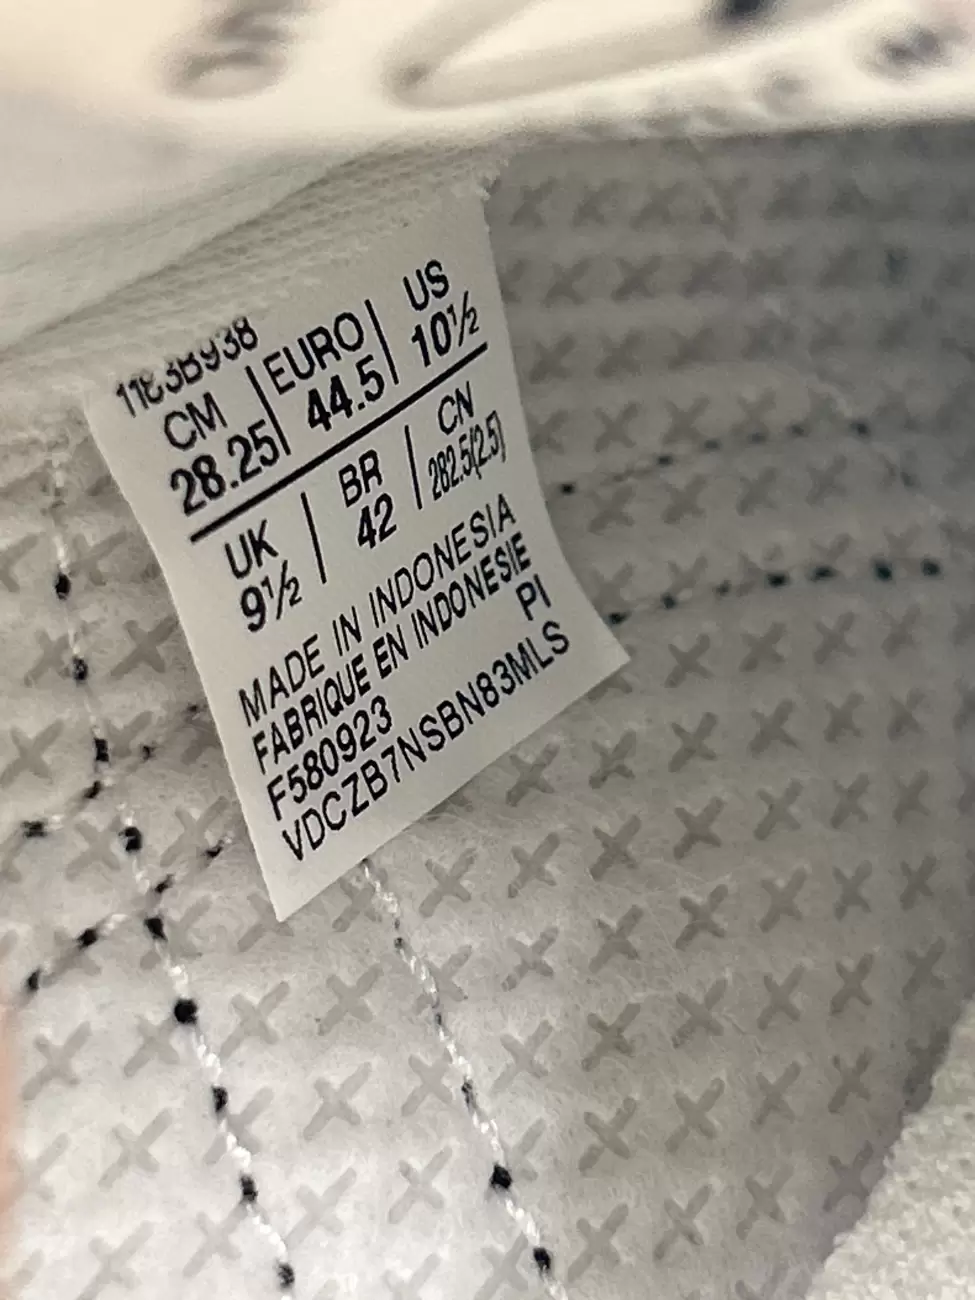 1183B938
CM EURO US
28.25 44.5 10½
UK BR CN
9½ 42 282.5(2.5)
MADE IN INDONESIA
FABRIQUE EN INDONESIE
F580923 PI
VDCZB7NSBN83MLS